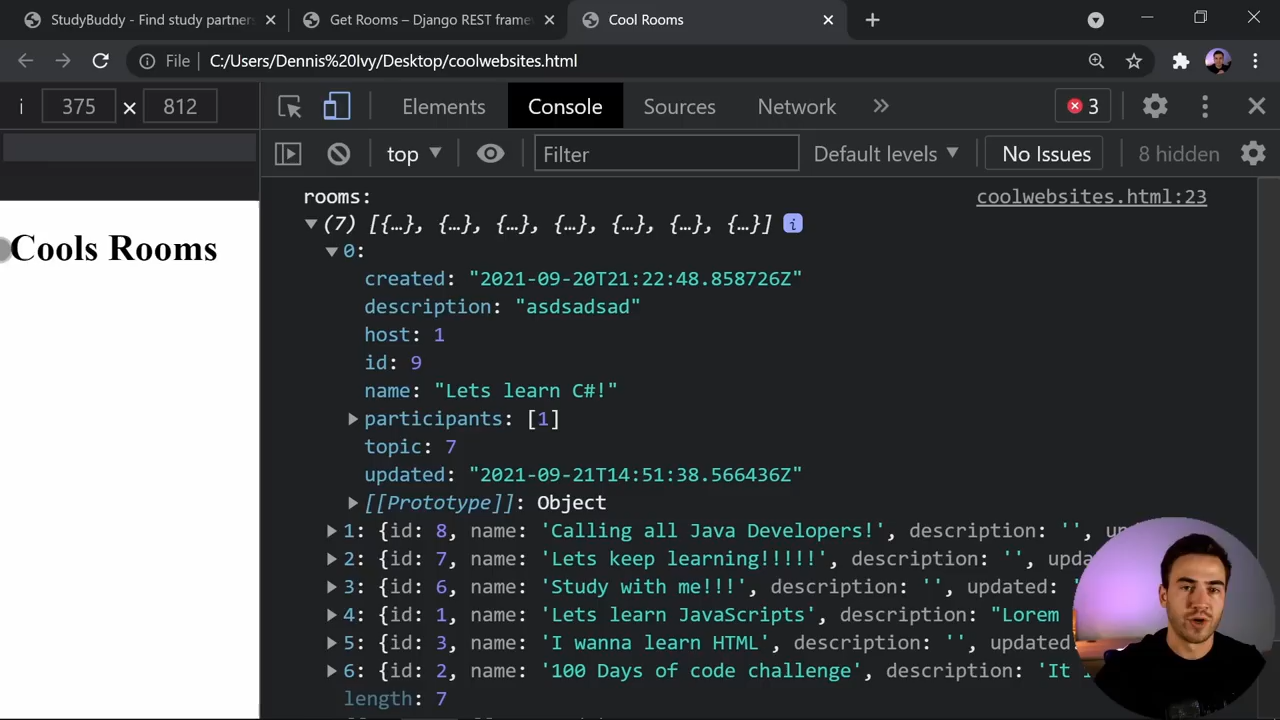 StudyBuddy - Find study partner
Get Rooms – Django REST frame
Cool Rooms
File
C:/Users/Dennis%20Ivy/Desktop/coolwebsites.html
i 375 × 812
Elements Console Sources Network
3
top Filter Default levels No Issues 8 hidden
Cools Rooms
rooms: coolwebsites.html:23
(7) [{…}, {…}, {…}, {…}, {…}, {…}, {…}] i
0:
created: "2021-09-20T21:22:48.858726Z"
description: "asdsadsad"
host: 1
id: 9
name: "Lets learn C#!"
participants: [1]
topic: 7
updated: "2021-09-21T14:51:38.566436Z"
[[Prototype]]: Object
1: {id: 8, name: 'Calling all Java Developers!', description: '', up
2: {id: 7, name: 'Lets keep learning!!!!!', description: '', upda
3: {id: 6, name: 'Study with me!!!', description: '', updated: '
4: {id: 1, name: 'Lets learn JavaScripts', description: "Lorem
5: {id: 3, name: 'I wanna learn HTML', description: '', updated
6: {id: 2, name: '100 Days of code challenge', description: 'It
length: 7